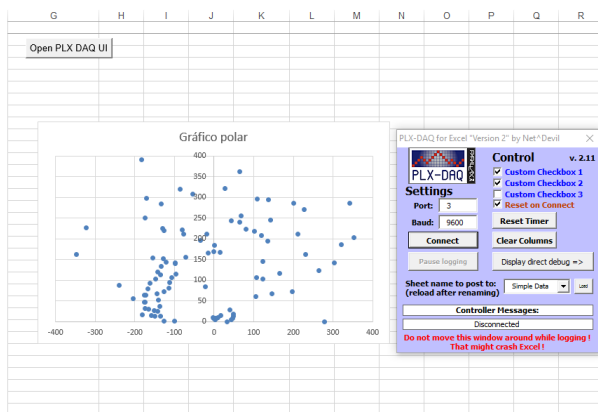 G H I J K L M N O P Q R
Open PLX DAQ UI
Gráfico polar
400
350
300
250
200
150
100
50
0
-400 -300 -200 -100 0 100 200 300 400
PLX-DAQ for Excel "Version 2" by Net^Devil
PLX-DAQ
Control v. 2.11
Custom Checkbox 1
Custom Checkbox 2
Custom Checkbox 3
Reset on Connect
Settings
Port: 3
Baud: 9600
Reset Timer
Connect
Clear Columns
Pause logging
Display direct debug =>
Sheet name to post to:
(reload after renaming)
Simple Data
Load
Controller Messages:
Disconnected
Do not move this window around while logging !
That might crash Excel !